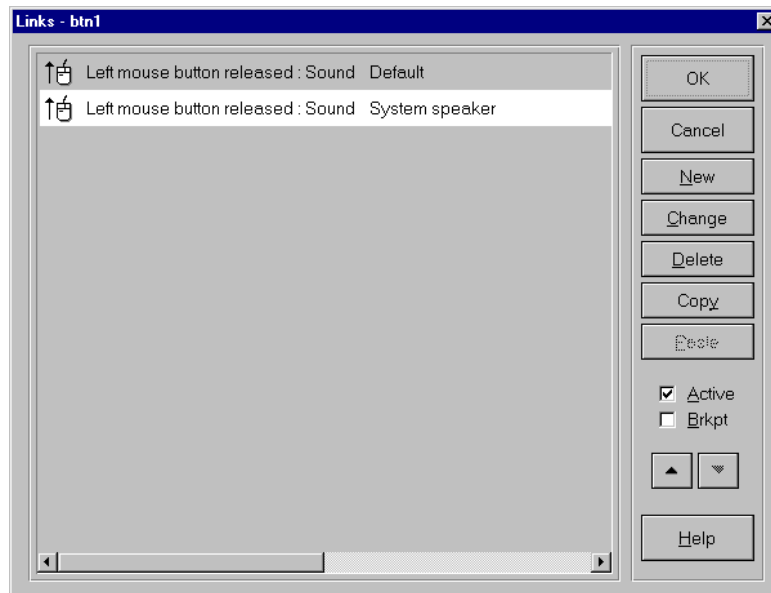 Links - btn1
Left mouse button released : Sound Default
Left mouse button released : Sound System speaker
OK
Cancel
New
Change
Delete
Copy
Paste
Active
Brkpt
Help